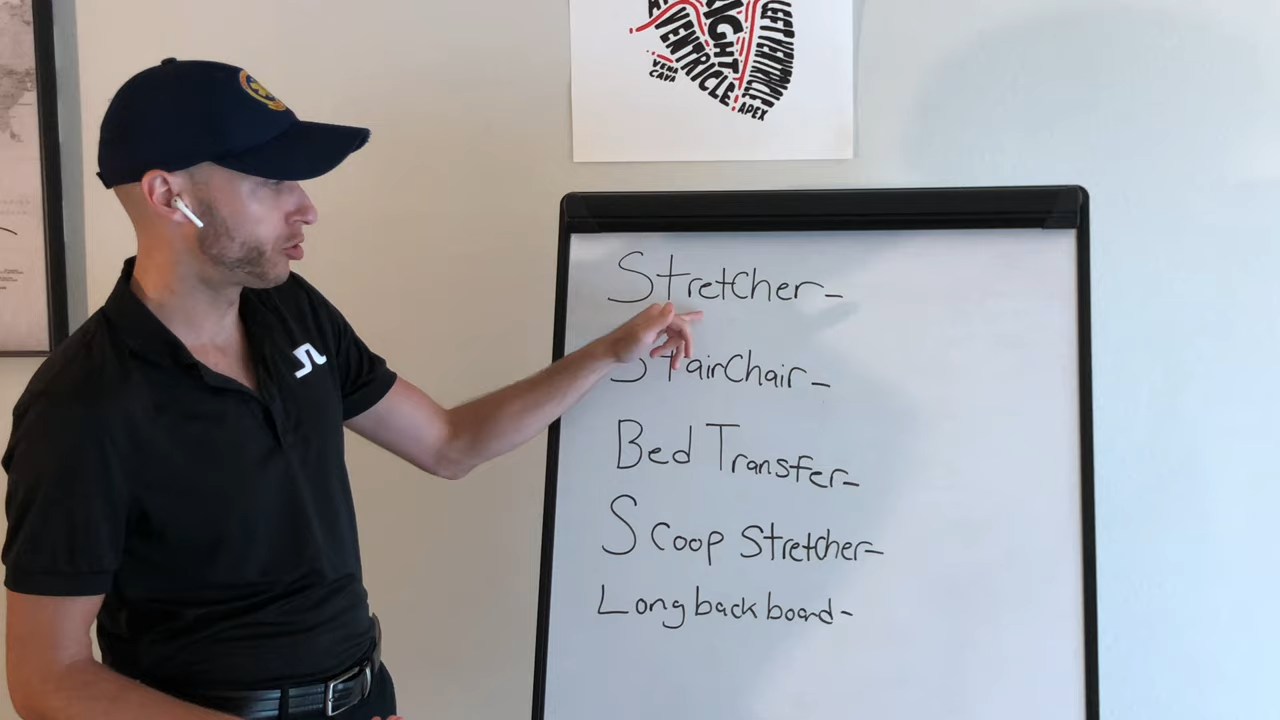 RIGHT
VENTRICLE
LEFT VENTRICLE
VENA
CAVA
APEX
Stretcher-
StairChair-
Bed Transfer-
Scoop Stretcher-
Long back board-